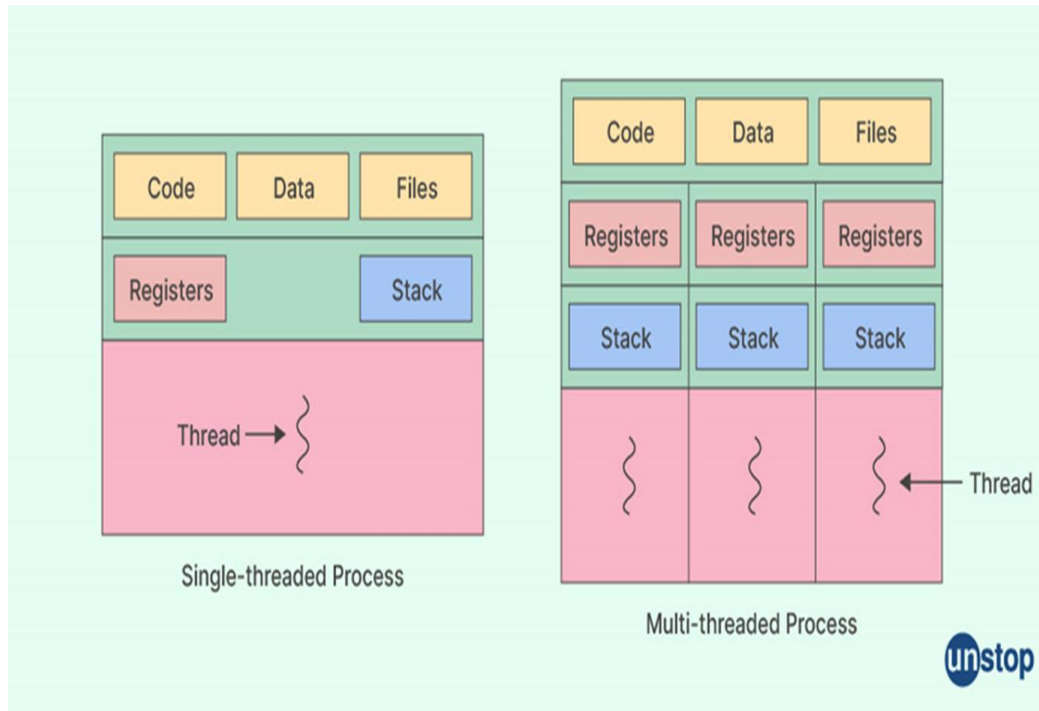 Code Data Files
Registers Stack
Thread
Single-threaded Process
Code Data Files
Registers Registers Registers
Stack Stack Stack
Thread
Multi-threaded Process
unstop